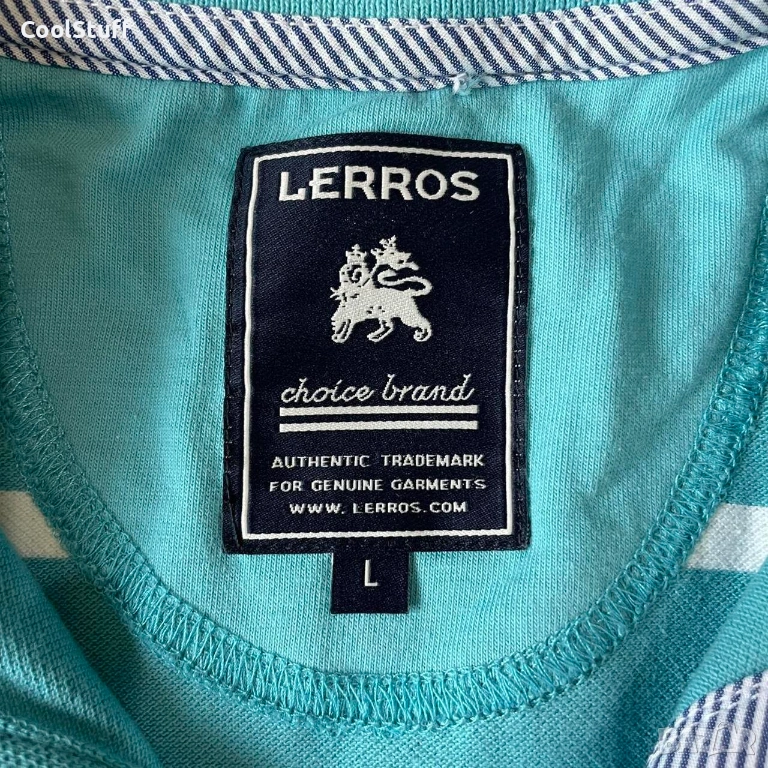 CoolStuff
LERROS
choice brand
AUTHENTIC TRADEMARK
FOR GENUINE GARMENTS
WWW. LERROS.COM
L